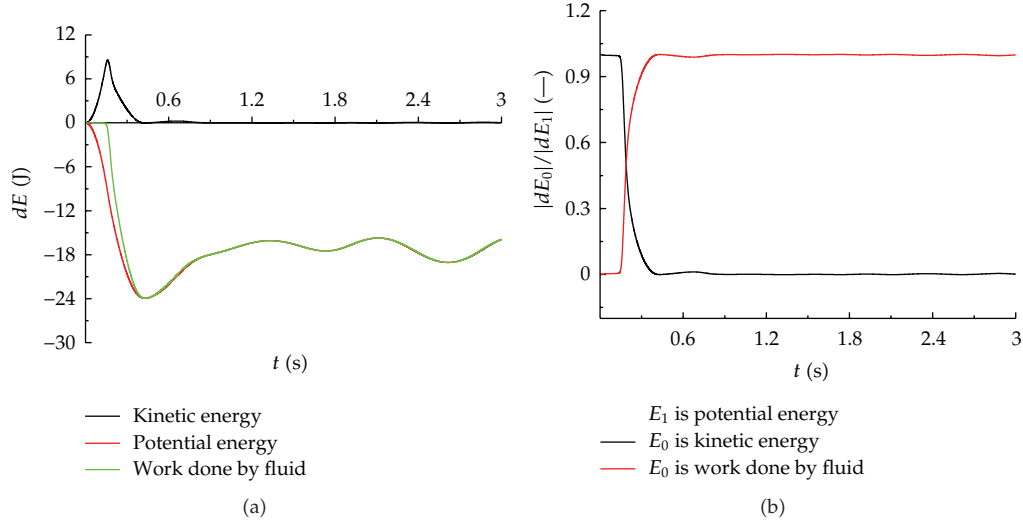 12
6
0
−6
−12
−18
−24
−30
dE (J)
0.6 1.2 1.8 2.4 3
t (s)
Kinetic energy
Potential energy
Work done by fluid
(a)
1.2
0.9
0.6
0.3
0
|dE0|/|dE1| (—)
0.6 1.2 1.8 2.4 3
t (s)
E1 is potential energy
E0 is kinetic energy
E0 is work done by fluid
(b)